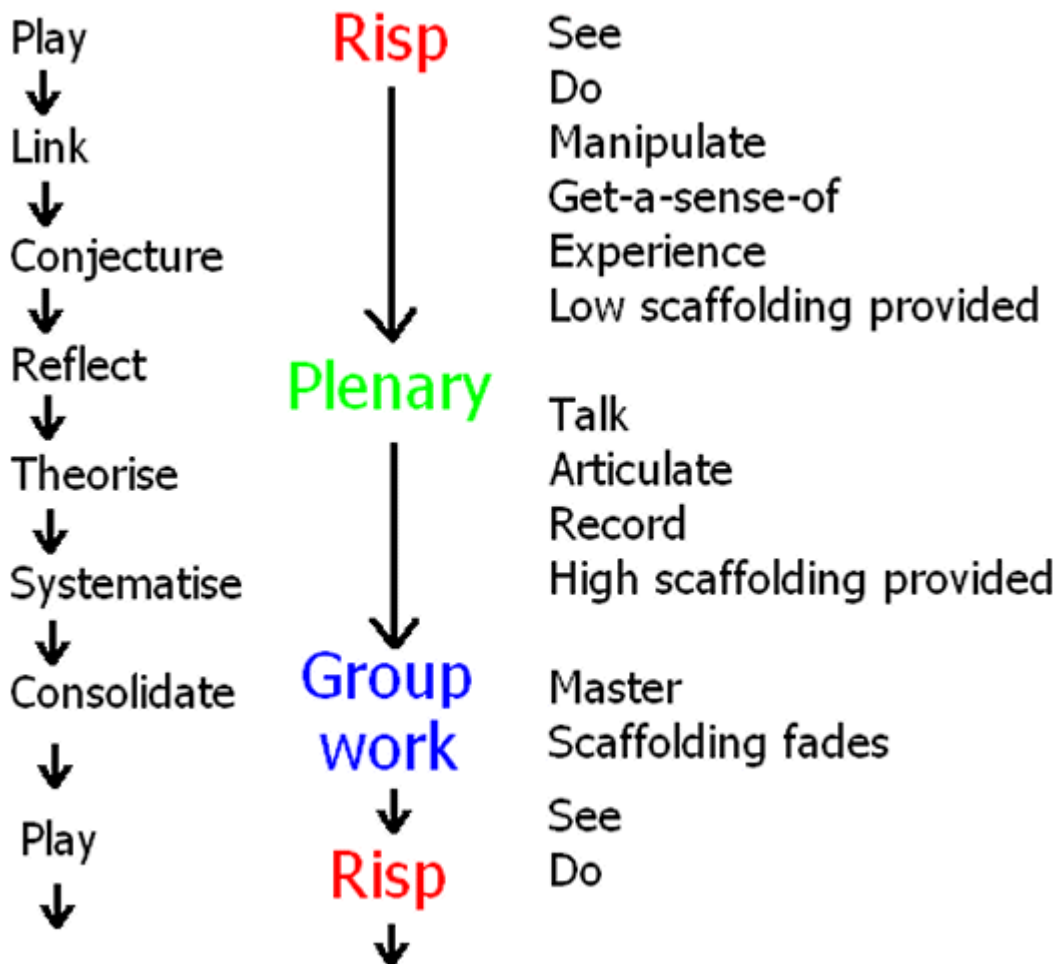 Play
Link
Conjecture
Reflect
Theorise
Systematise
Consolidate
Play
Risp
Plenary
Group
work
Risp
See
Do
Manipulate
Get-a-sense-of
Experience
Low scaffolding provided
Talk
Articulate
Record
High scaffolding provided
Master
Scaffolding fades
See
Do